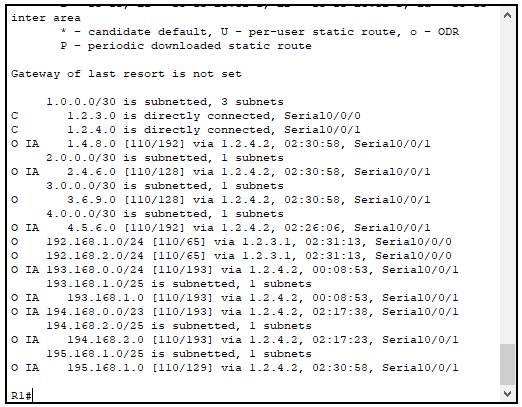 inter area
* - candidate default, U - per-user static route, o - ODR
P - periodic downloaded static route
Gateway of last resort is not set
1.0.0.0/30 is subnetted, 3 subnets
C 1.2.3.0 is directly connected, Serial0/0/0
C 1.2.4.0 is directly connected, Serial0/0/1
O IA 1.4.8.0 [110/192] via 1.2.4.2, 02:30:58, Serial0/0/1
2.0.0.0/30 is subnetted, 1 subnets
O IA 2.4.6.0 [110/128] via 1.2.4.2, 02:30:58, Serial0/0/1
3.0.0.0/30 is subnetted, 1 subnets
O 3.6.9.0 [110/128] via 1.2.4.2, 02:30:58, Serial0/0/1
4.0.0.0/30 is subnetted, 1 subnets
O IA 4.5.6.0 [110/192] via 1.2.4.2, 02:26:06, Serial0/0/1
O 192.168.1.0/24 [110/65] via 1.2.3.1, 02:31:13, Serial0/0/0
O 192.168.2.0/24 [110/65] via 1.2.3.1, 02:31:13, Serial0/0/0
O IA 193.168.0.0/24 [110/193] via 1.2.4.2, 00:08:53, Serial0/0/1
193.168.1.0/25 is subnetted, 1 subnets
O IA 193.168.1.0 [110/193] via 1.2.4.2, 00:08:53, Serial0/0/1
O IA 194.168.0.0/23 [110/193] via 1.2.4.2, 02:17:38, Serial0/0/1
194.168.2.0/25 is subnetted, 1 subnets
O IA 194.168.2.0 [110/193] via 1.2.4.2, 02:17:23, Serial0/0/1
195.168.1.0/25 is subnetted, 1 subnets
O IA 195.168.1.0 [110/129] via 1.2.4.2, 02:30:58, Serial0/0/1
R1#